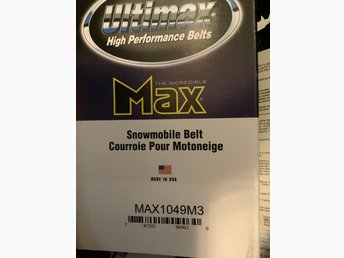 Ultimax
High Performance Belts
THE INCREDIBLE
Max
Snowmobile Belt
Courroie Pour Motoneige
MADE IN USA
MAX1049M3